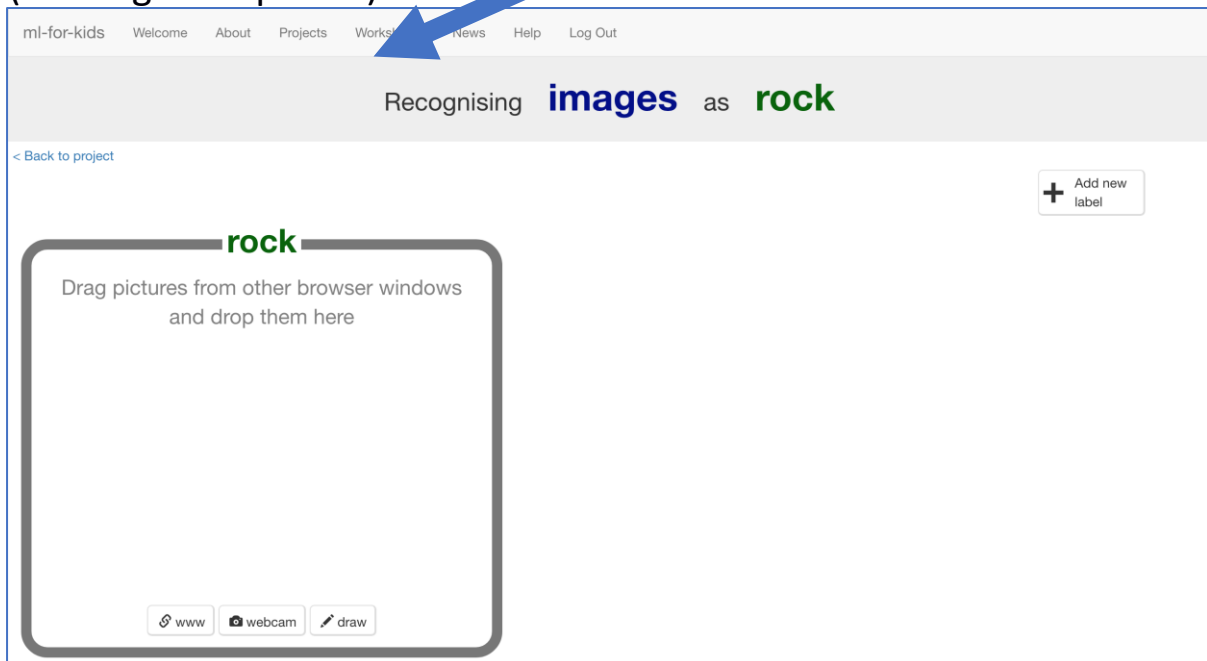 ml-for-kids Welcome About Projects News Help Log Out
Recognising images as rock
< Back to project
Add new
label
rock
Drag pictures from other browser windows
and drop them here
www webcam draw